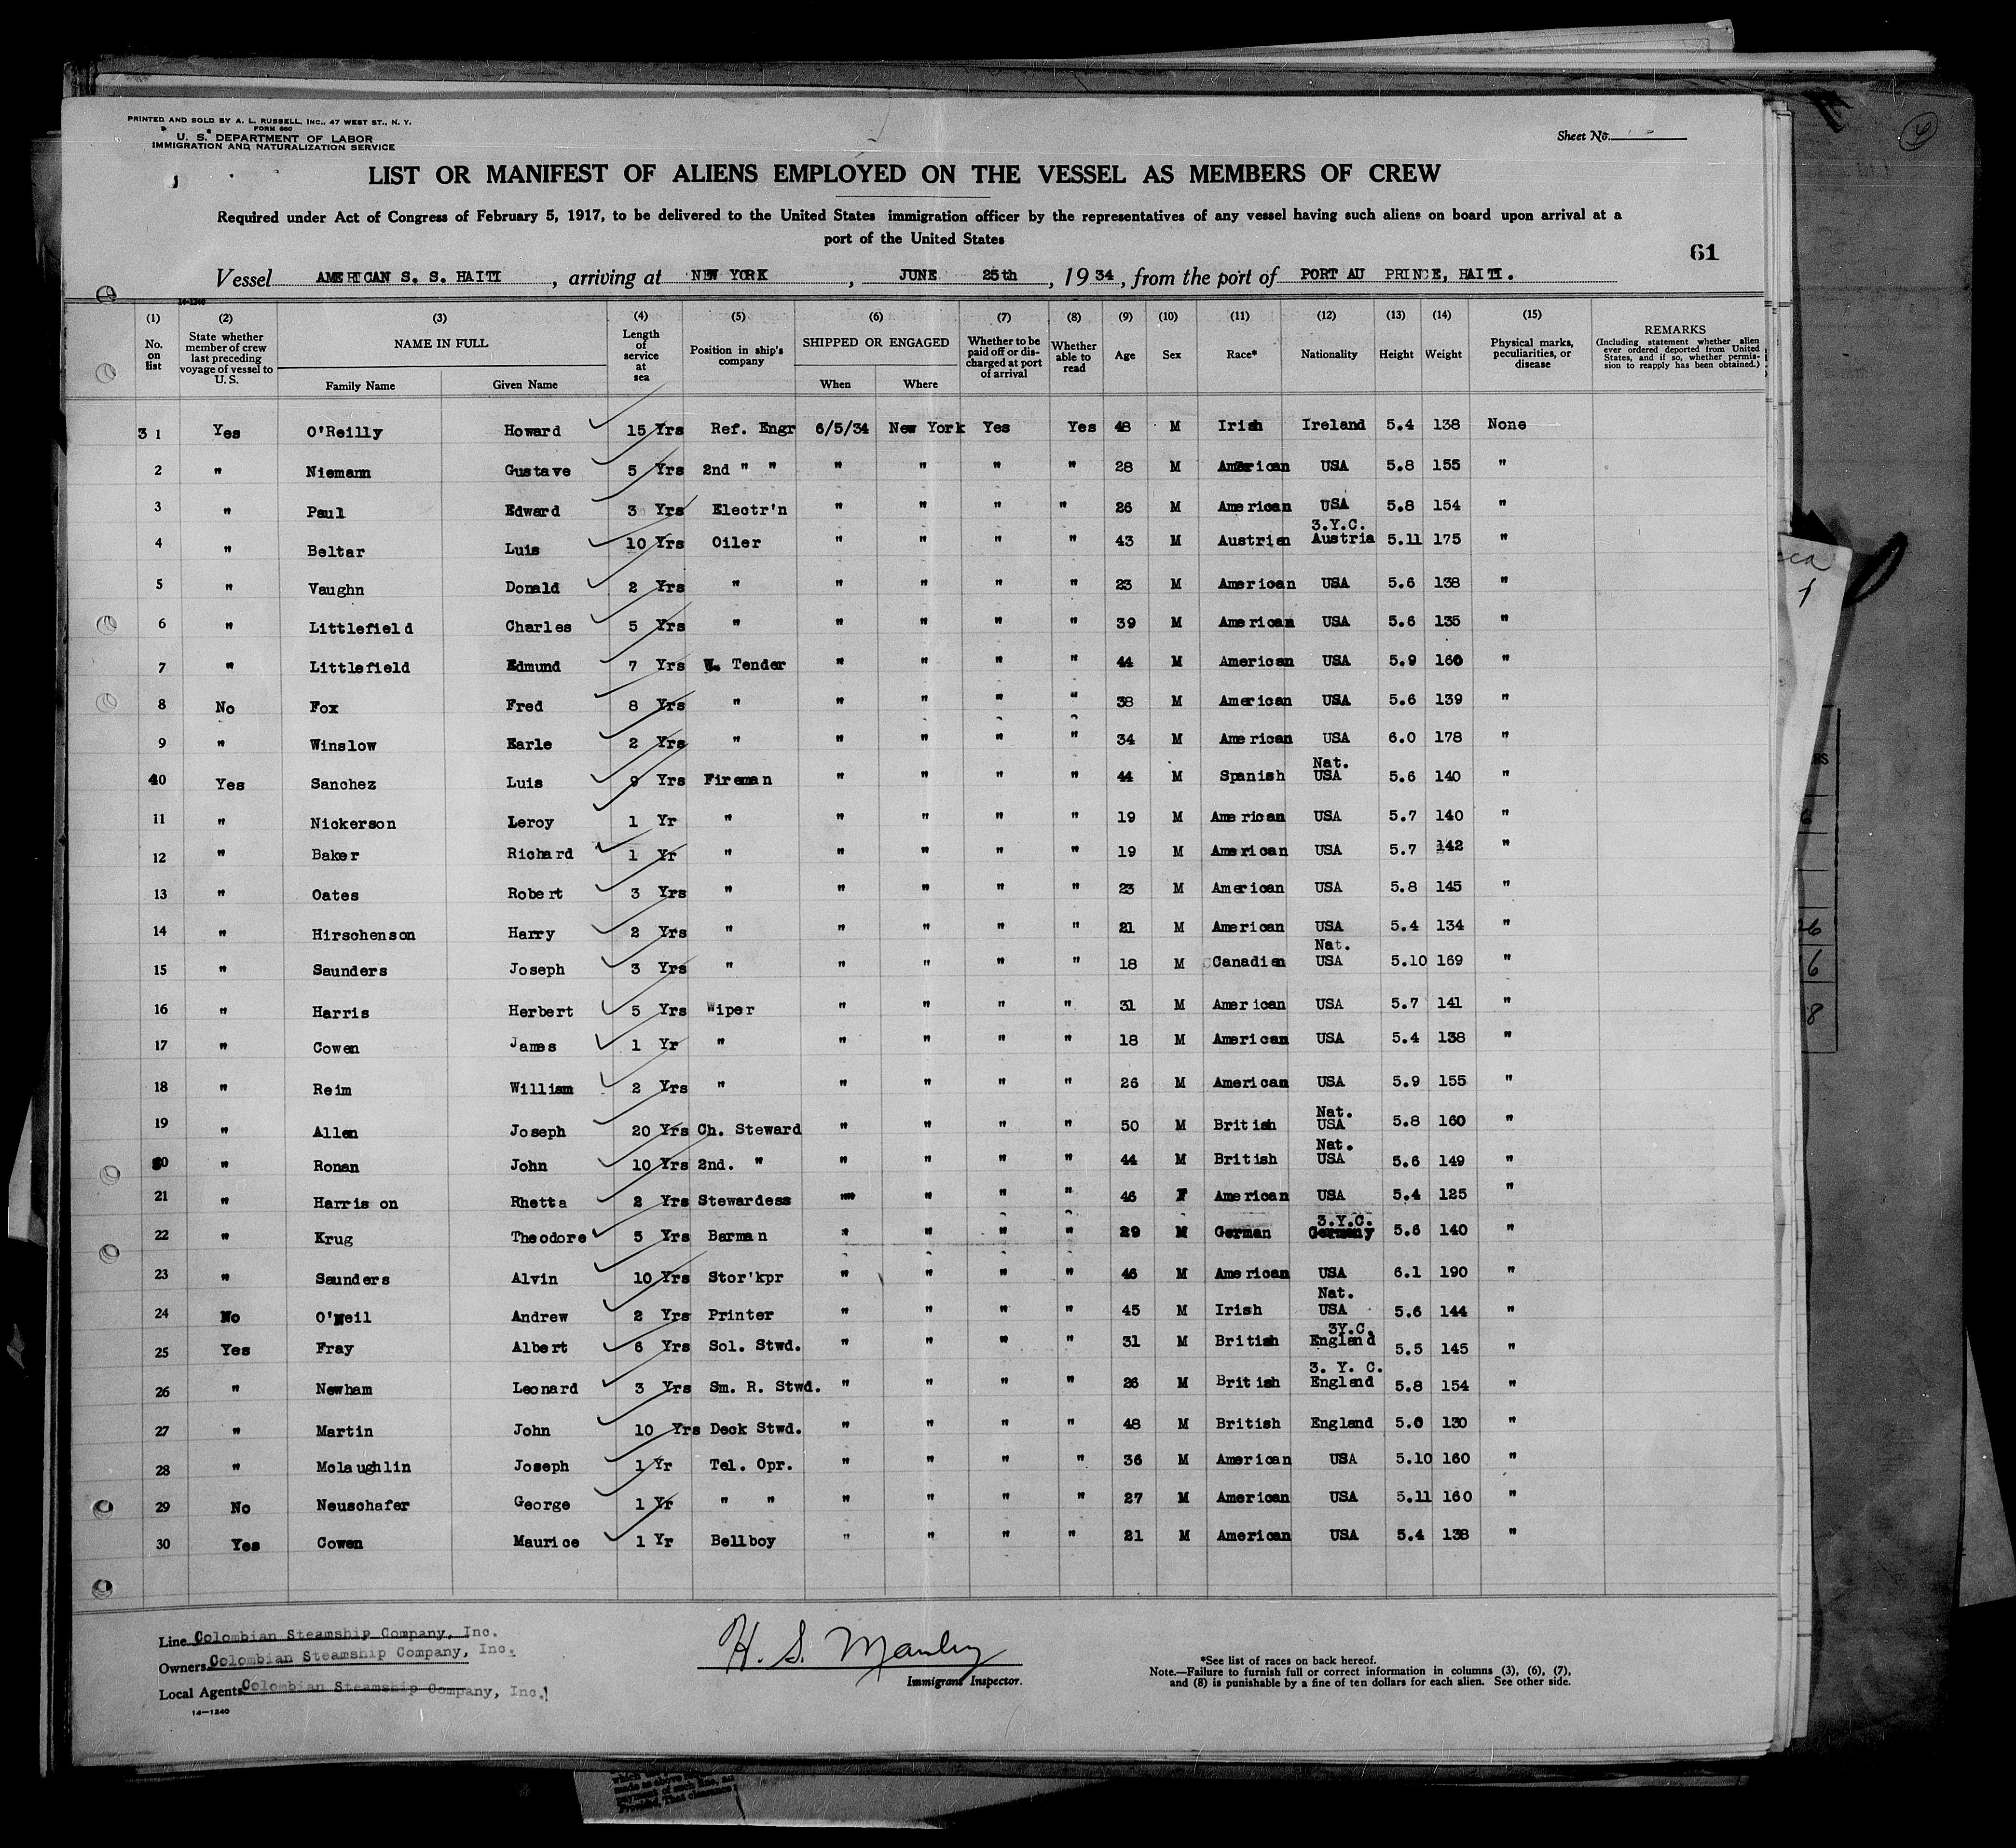 PRINTED AND SOLD BY A. L. RUSSELL, INC., 47 WEST ST., N. Y.
FORM 680
U. S. DEPARTMENT OF LABOR
IMMIGRATION AND NATURALIZATION SERVICE
Sheet No.
LIST OR MANIFEST OF ALIENS EMPLOYED ON THE VESSEL AS MEMBERS OF CREW
Required under Act of Congress of February 5, 1917, to be delivered to the United States immigration officer by the representatives of any vessel having such aliens on board upon arrival at a
port of the United States
61
Vessel AMERICAN S. S. HAITI , arriving at NEW YORK , JUNE 25th , 1934, from the port of PORT AU PRINCE, HAITI.
14-1240
(1) No. on list (2) State whether member of crew last preceding voyage of vessel to U. S. (3) NAME IN FULL Family Name Given Name (4) Length of service at sea (5) Position in ship's company (6) SHIPPED OR ENGAGED When Where (7) Whether to be paid off or discharged at port of arrival (8) Whether able to read (9) Age (10) Sex (11) Race* (12) Nationality (13) Height (14) Weight (15) Physical marks, peculiarities, or disease REMARKS (Including statement whether alien ever ordered deported from United States, and if so, whether permission to reapply has been obtained.)
31 Yes O'Reilly Howard 15 Yrs Ref. Engr 6/5/34 New York Yes Yes 48 M Irish Ireland 5.4 138 None
2 " Niemann Gustave 5 Yrs 2nd " " " " " " 28 M American USA 5.8 155 "
3 " Paul Edward 3 Yrs Electr'n " " " " 26 M American USA 5.8 154 "
4 " Beltar Luis 10 Yrs Oiler " " " " 43 M Austrian 3.Y.C. Austria 5.11 175 "
5 " Vaughn Donald 2 Yrs " " " " " 23 M American USA 5.6 138 "
6 " Littlefield Charles 5 Yrs " " " " " 39 M American USA 5.6 135 "
7 " Littlefield Edmund 7 Yrs W. Tender " " " " 44 M American USA 5.9 160 "
8 No Fox Fred 8 Yrs " " " " " 38 M American USA 5.6 139 "
9 " Winslow Earle 2 Yrs " " " " " 34 M American USA 6.0 178 "
40 Yes Sanchez Luis 9 Yrs Fireman " " " " 44 M Spanish Nat. USA 5.6 140 "
11 " Nickerson Leroy 1 Yr " " " " " 19 M American USA 5.7 140 "
12 " Baker Richard 1 Yr " " " " " 19 M American USA 5.7 142 "
13 " Oates Robert 3 Yrs " " " " " 23 M American USA 5.8 145 "
14 " Hirschenson Harry 2 Yrs " " " " " 21 M American USA 5.4 134 "
15 " Saunders Joseph 3 Yrs " " " " " 18 M Canadian Nat. USA 5.10 169 "
16 " Harris Herbert 5 Yrs Wiper " " " " 31 M American USA 5.7 141 "
17 " Cowen James 1 Yr " " " " " 18 M American USA 5.4 138 "
18 " Reim William 2 Yrs " " " " " 26 M American USA 5.9 155 "
19 " Allen Joseph 20 Yrs Ch. Steward " " " " 50 M British Nat. USA 5.8 160 "
50 " Ronan John 10 Yrs 2nd. " " " " " 44 M British Nat. USA 5.6 149 "
21 " Harrison Rhetta 2 Yrs Stewardess " " " " 46 F American USA 5.4 125 "
22 " Krug Theodore 5 Yrs Barman " " " " 29 M German 3.Y.C. Germany 5.6 140 "
23 " Saunders Alvin 10 Yrs Stor'kpr " " " " 46 M American USA 6.1 190 "
24 No O'Neil Andrew 2 Yrs Printer " " " " 45 M Irish Nat. USA 5.6 144 "
25 Yes Fray Albert 6 Yrs Sol. Stwd. " " " " 31 M British 3Y.C. England 5.5 145 "
26 " Newham Leonard 3 Yrs Sm. R. Stwd. " " " " 26 M British 3. Y. C. England 5.8 154 "
27 " Martin John 10 Yrs Deck Stwd. " " " " 48 M British England 5.0 130 "
28 " Mclaughlin Joseph 1 Yr Tel. Opr. " " " " 36 M American USA 5.10 160 "
29 No Neuschafer George 1 Yr " " " " " " 27 M American USA 5.11 160 "
30 Yes Cowen Maurice 1 Yr Bellboy " " " " 21 M American USA 5.4 138 "
Line Colombian Steamship Company, Inc.
Owners Colombian Steamship Company, Inc.
Local Agents Colombian Steamship Company, Inc.
14-1240
H. S. Manley
Immigrant Inspector.
*See list of races on back hereof.
Note.—Failure to furnish full or correct information in columns (3), (6), (7),
and (8) is punishable by a fine of ten dollars for each alien. See other side.